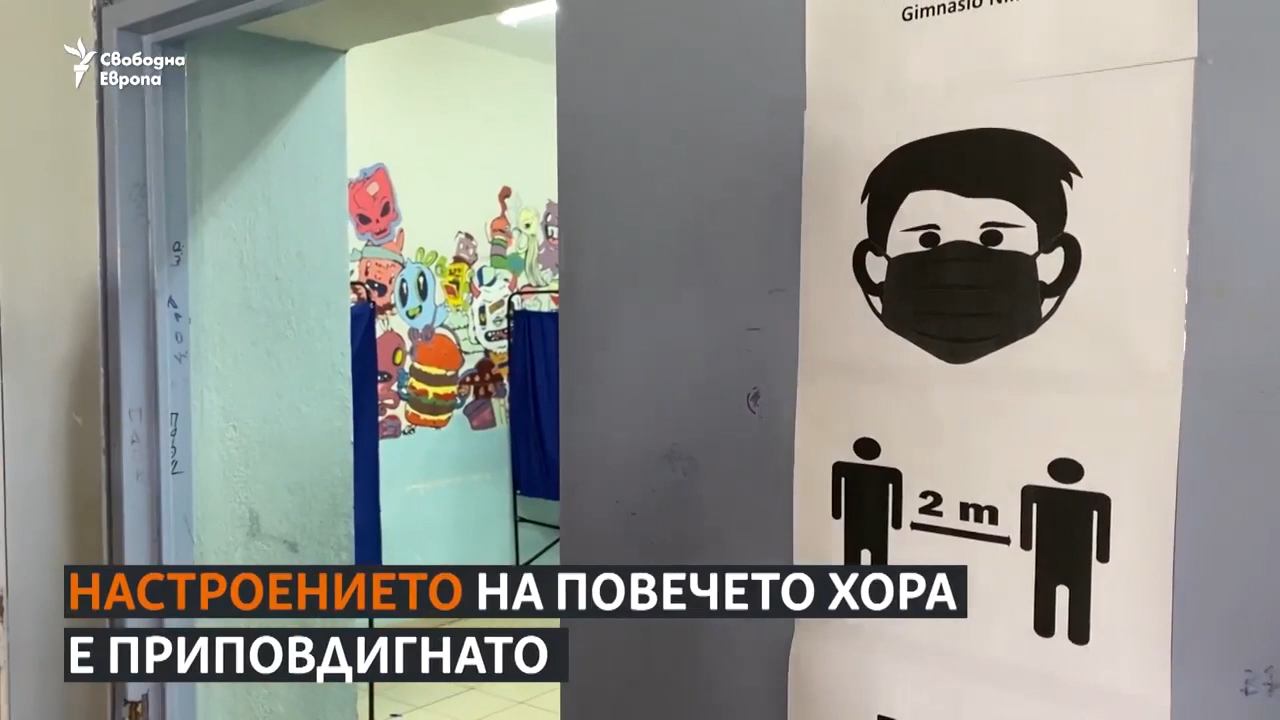 Gimnasio
Свободна
Европа
2 m
НАСТРОЕНИЕТО НА ПОВЕЧЕТО ХОРА
Е ПРИПОВДИГНАТО